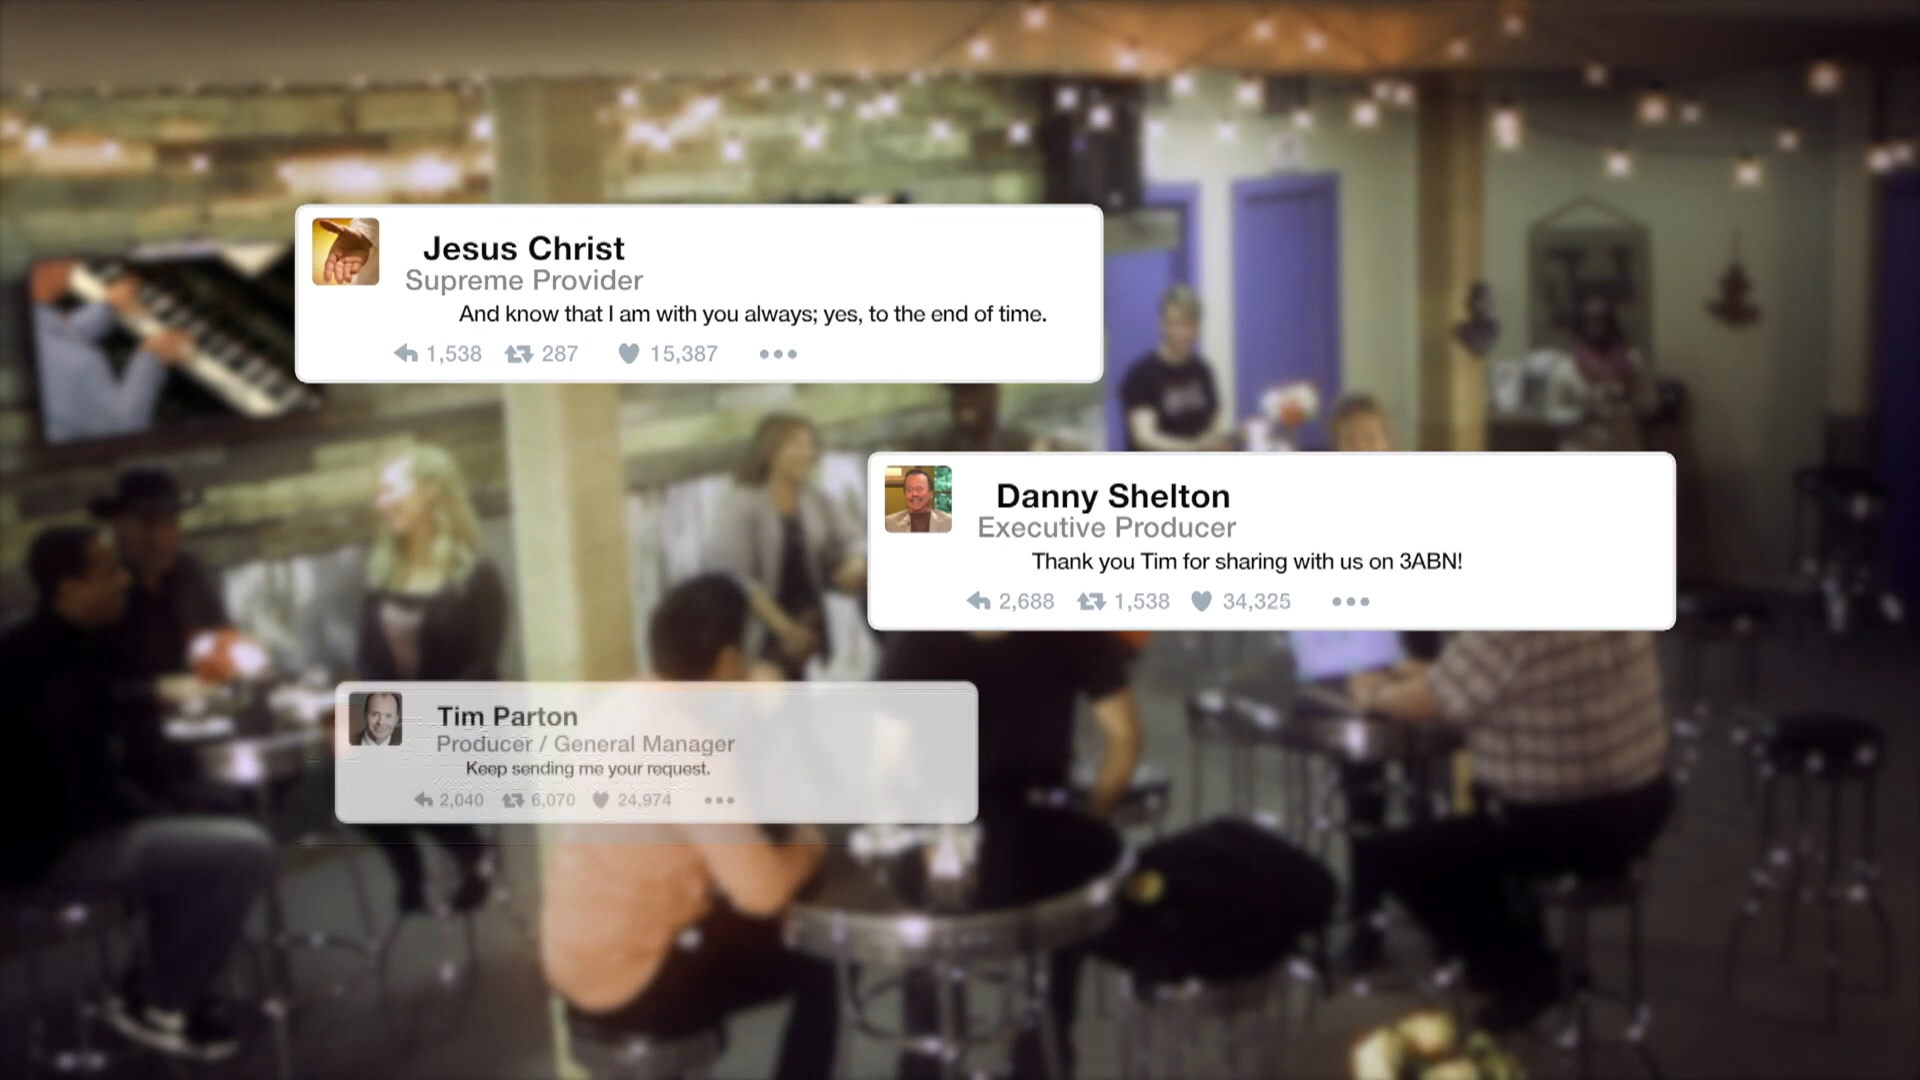 Jesus Christ
Supreme Provider
And know that I am with you always; yes, to the end of time.
1,538 287 15,387
Danny Shelton
Executive Producer
Thank you Tim for sharing with us on 3ABN!
2,688 1,538 34,325
Tim Parton
Producer / General Manager
Keep sending me your request.
2,040 6,070 24,974